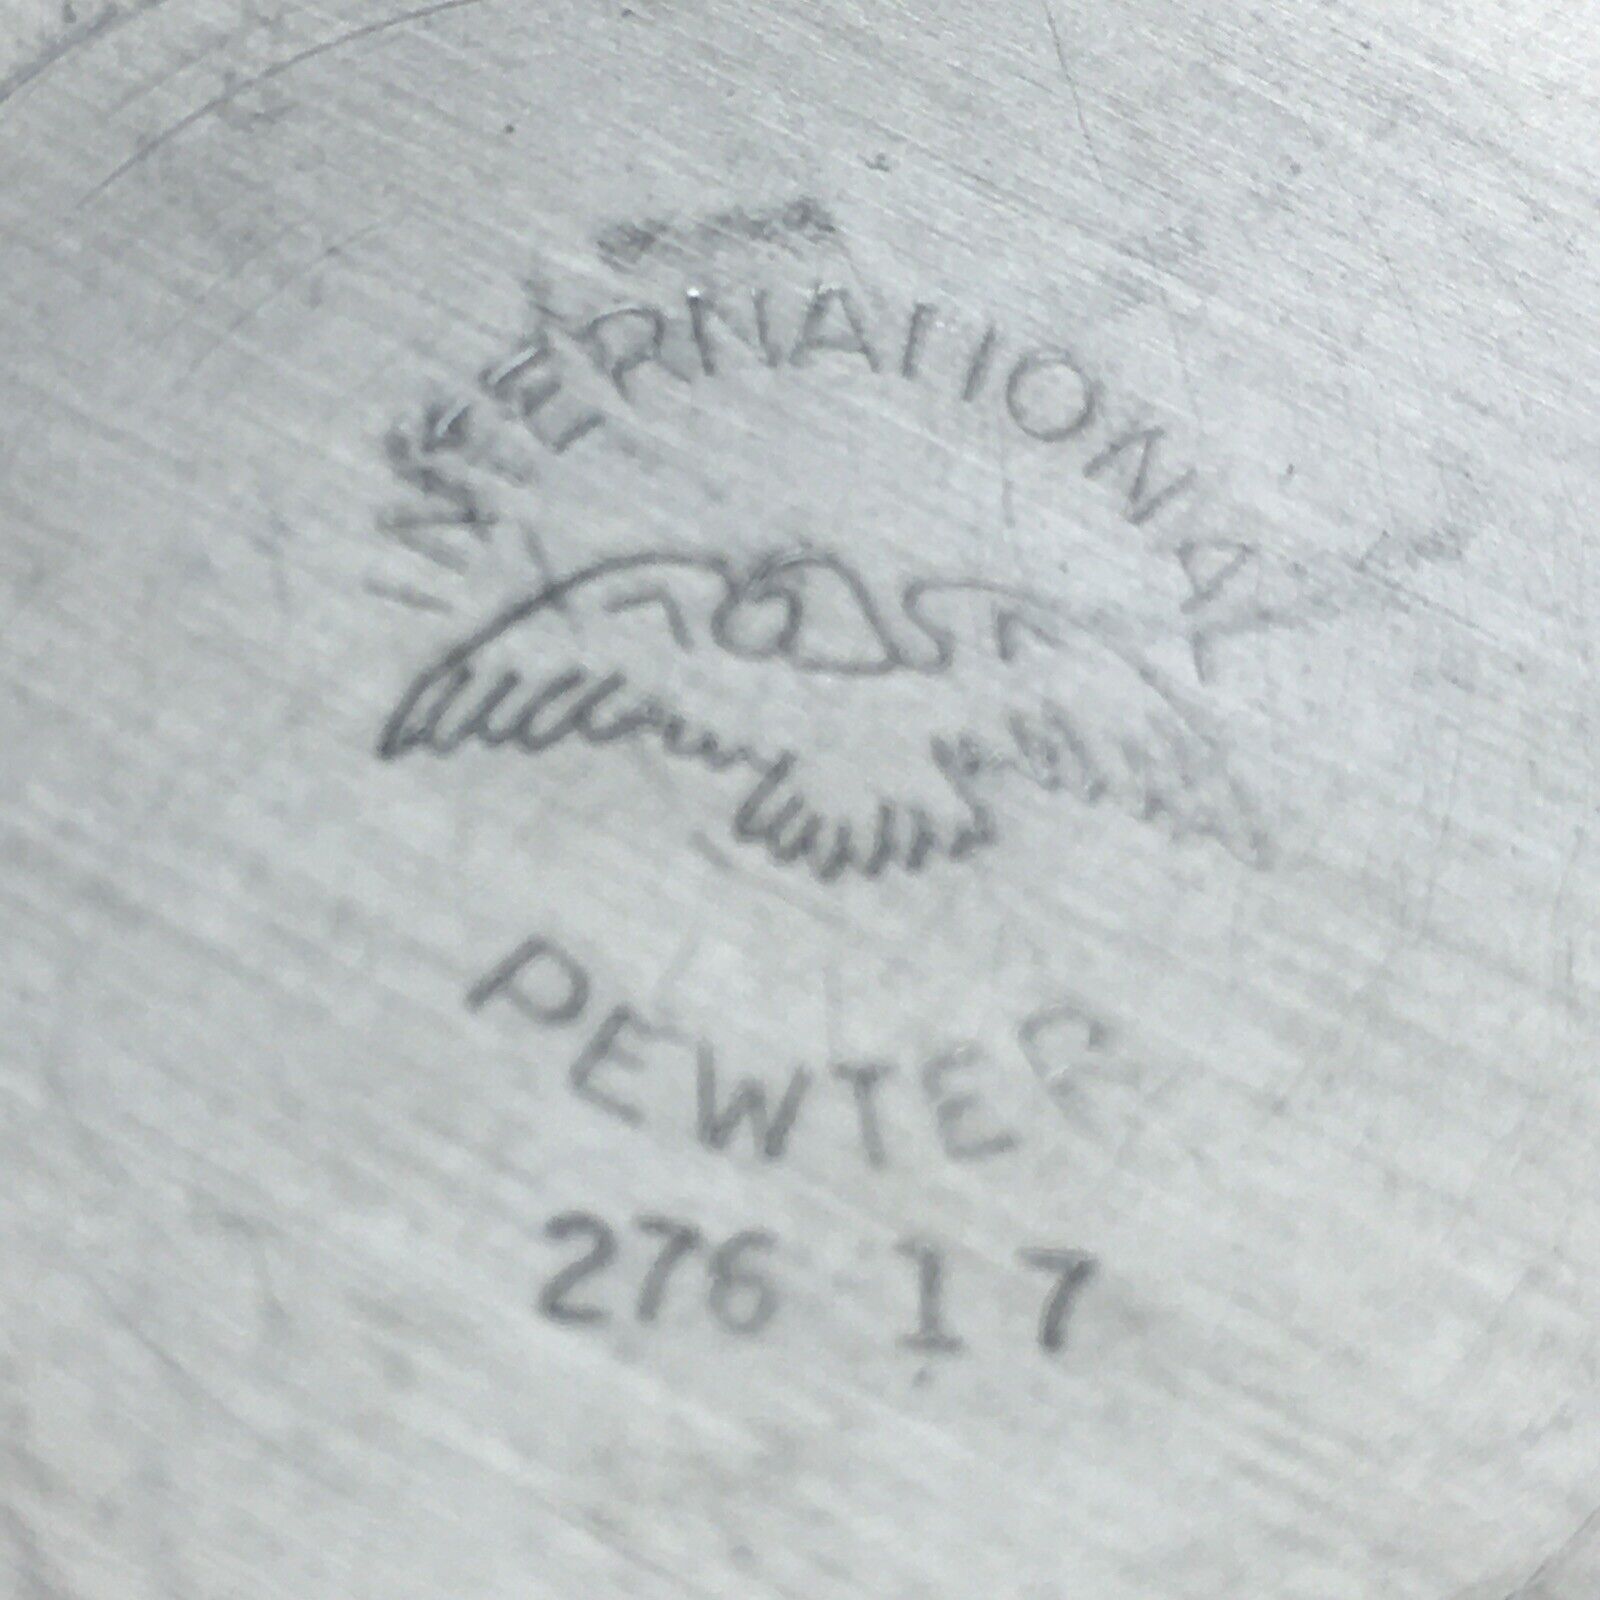 INTERNATIONAL
PEWTER
276 17